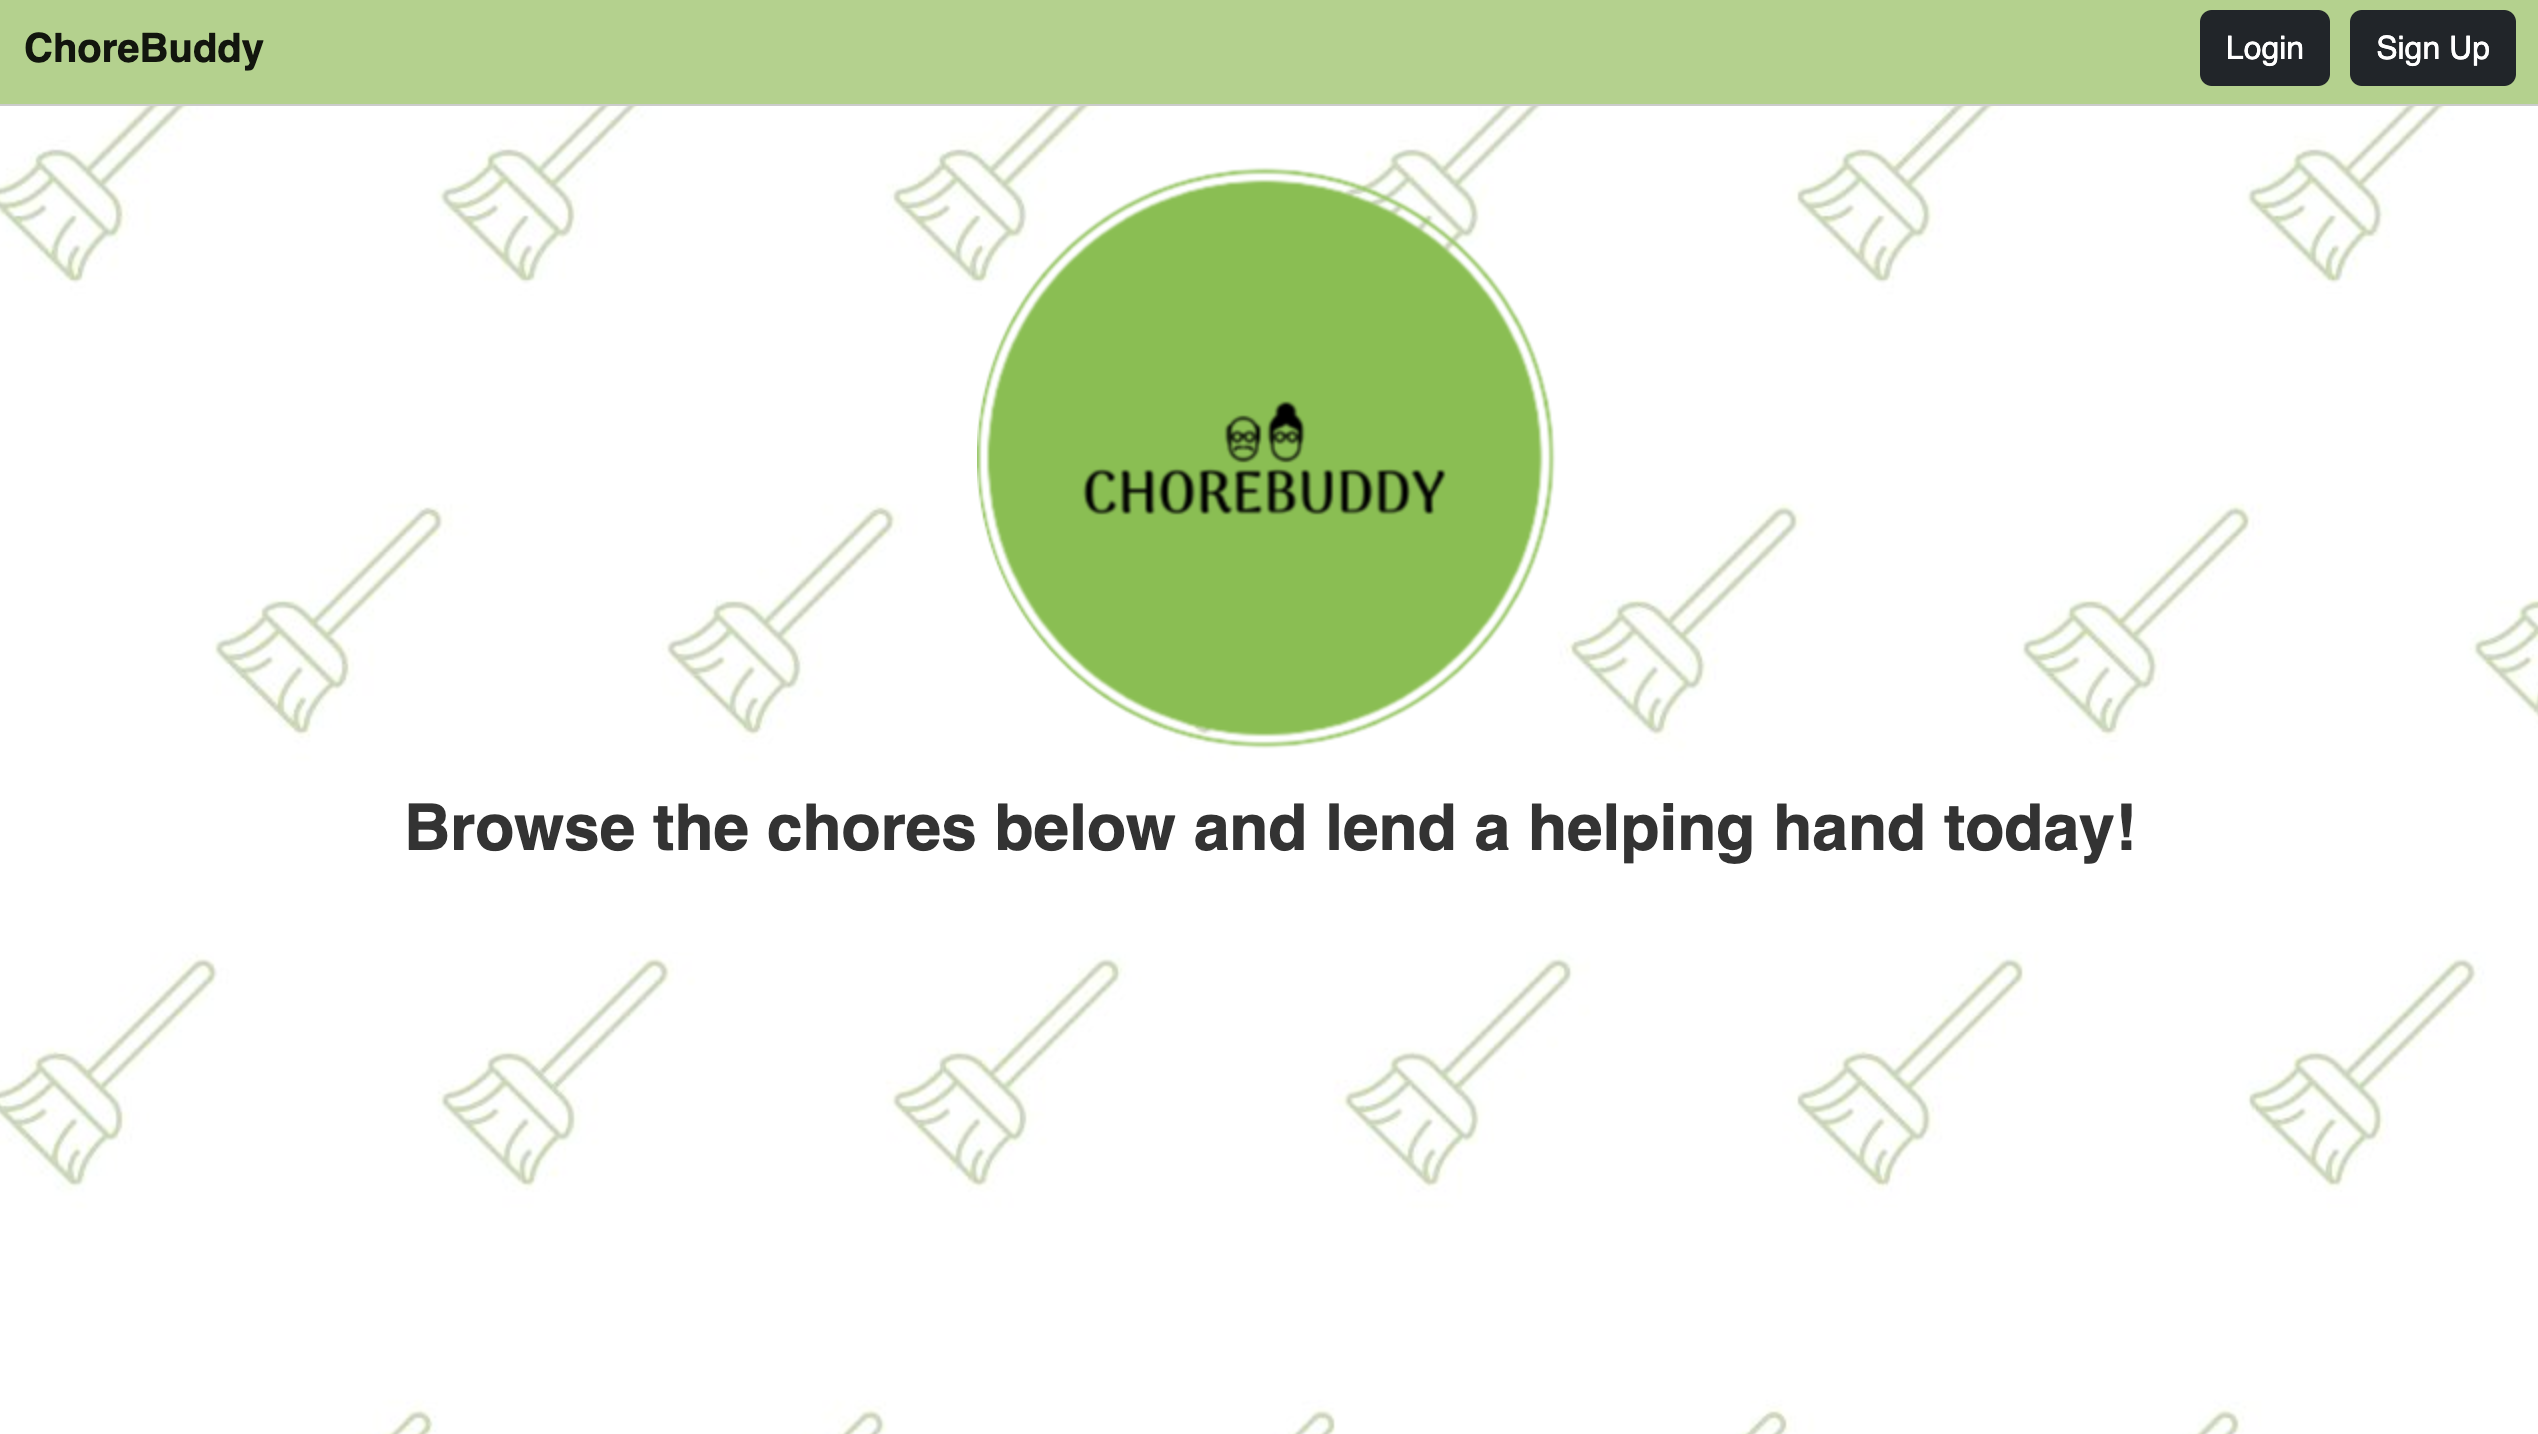 ChoreBuddy
Login
Sign Up
CHOREBUDDY
Browse the chores below and lend a helping hand today!